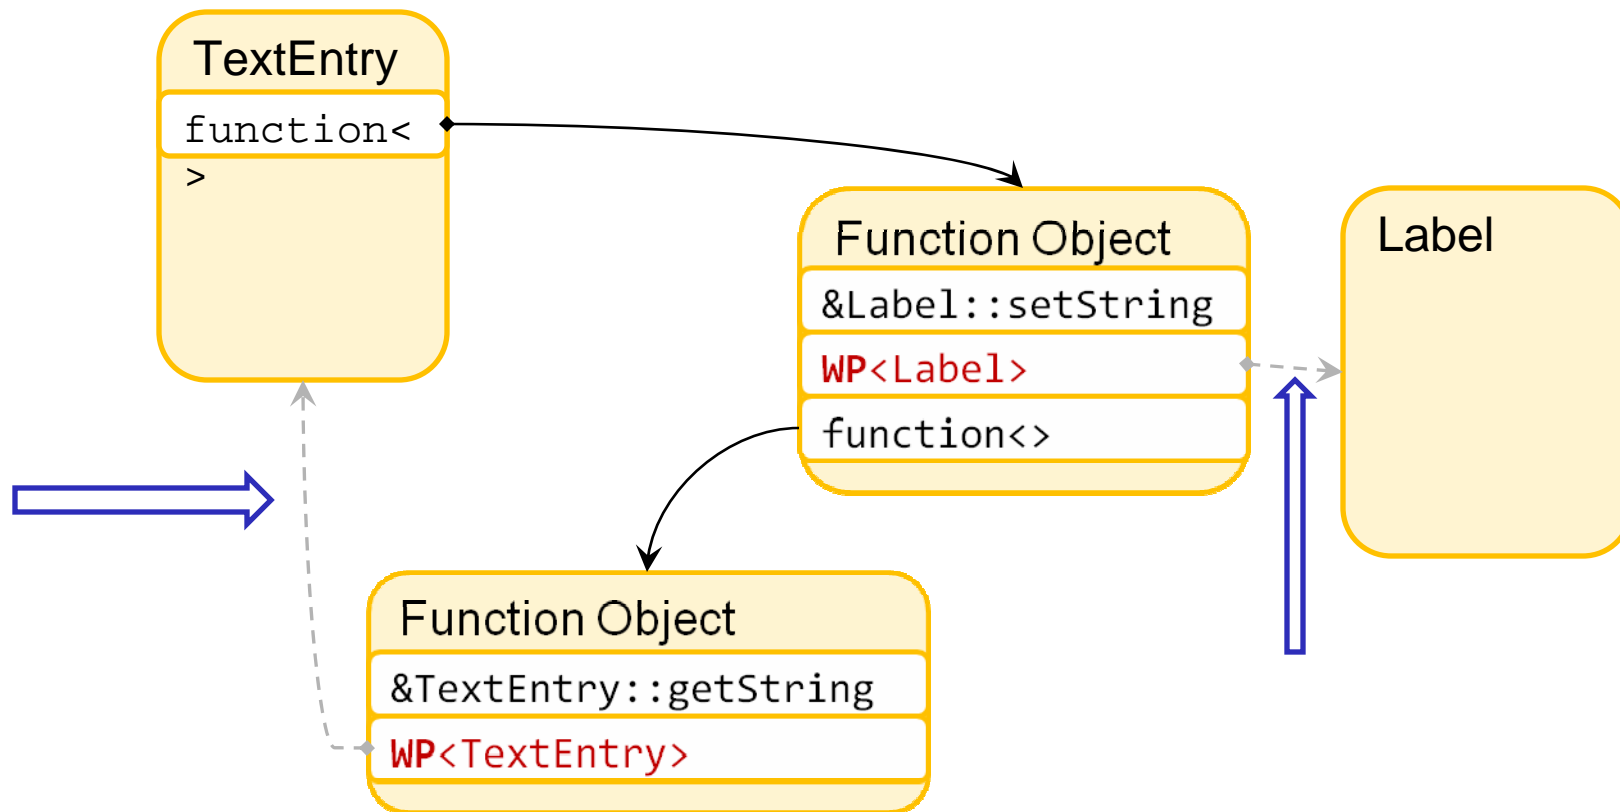 TextEntry
function<
>
Function Object
&Label::setString
WP<Label>
function<>
Label
Function Object
&TextEntry::getString
WP<TextEntry>